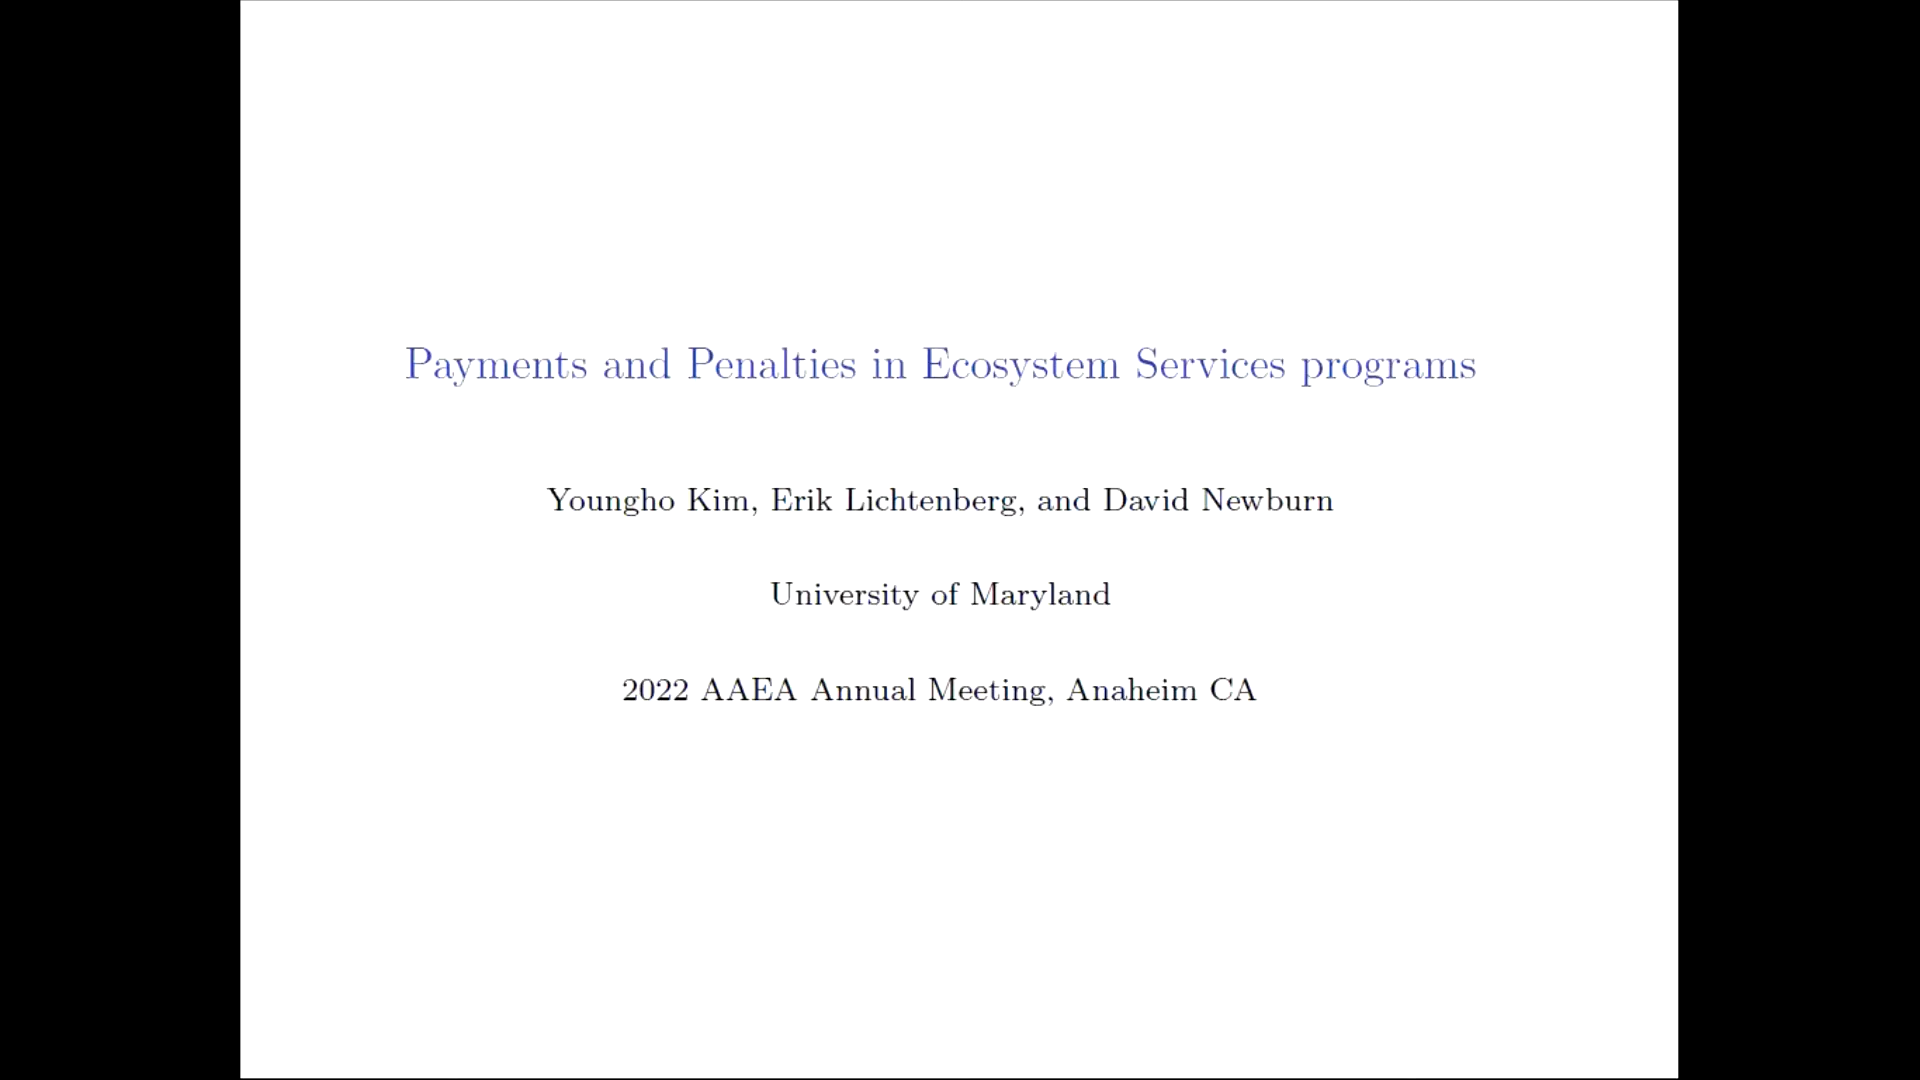 Payments and Penalties in Ecosystem Services programs
Youngho Kim, Erik Lichtenberg, and David Newburn
University of Maryland
2022 AAEA Annual Meeting, Anaheim CA